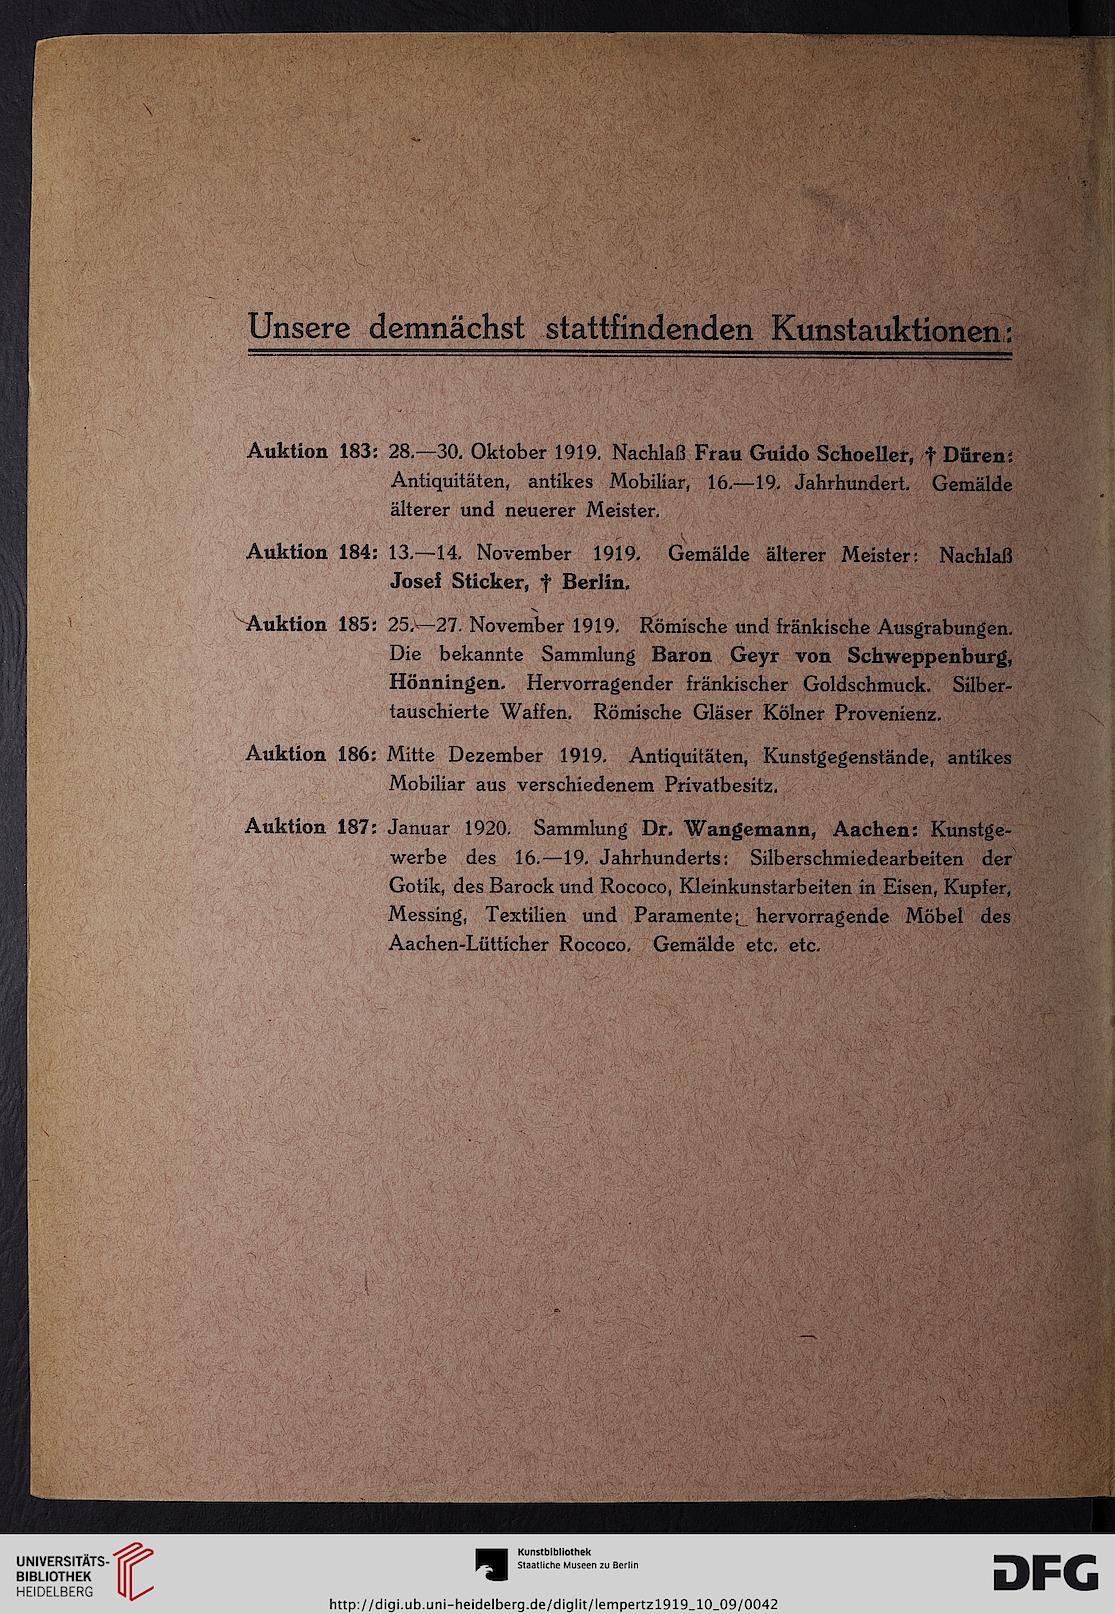 Unsere demnächst stattfindenden Kunstauktionen:
Auktion 183: 28.—30. Oktober 1919. Nachlaß Frau Guido Schoeller, † Düren:
Antiquitäten, antikes Mobiliar, 16.—19. Jahrhundert. Gemälde
älterer und neuerer Meister.
Auktion 184: 13.—14. November 1919. Gemälde älterer Meister: Nachlaß
Josef Sticker, † Berlin.
Auktion 185: 25.—27. November 1919. Römische und fränkische Ausgrabungen.
Die bekannte Sammlung Baron Geyr von Schweppenburg,
Hönningen. Hervorragender fränkischer Goldschmuck. Silber-
tauschierte Waffen. Römische Gläser Kölner Provenienz.
Auktion 186: Mitte Dezember 1919. Antiquitäten, Kunstgegenstände, antikes
Mobiliar aus verschiedenem Privatbesitz.
Auktion 187: Januar 1920. Sammlung Dr. Wangemann, Aachen: Kunstge-
werbe des 16.—19. Jahrhunderts: Silberschmiedearbeiten der
Gotik, des Barock und Rococo, Kleinkunstarbeiten in Eisen, Kupfer,
Messing, Textilien und Paramente; hervorragende Möbel des
Aachen-Lütticher Rococo. Gemälde etc. etc.
UNIVERSITÄTS-
BIBLIOTHEK
HEIDELBERG
Kunstbibliothek
Staatliche Museen zu Berlin
DFG
http://digi.ub.uni-heidelberg.de/diglit/lempertz1919_10_09/0042